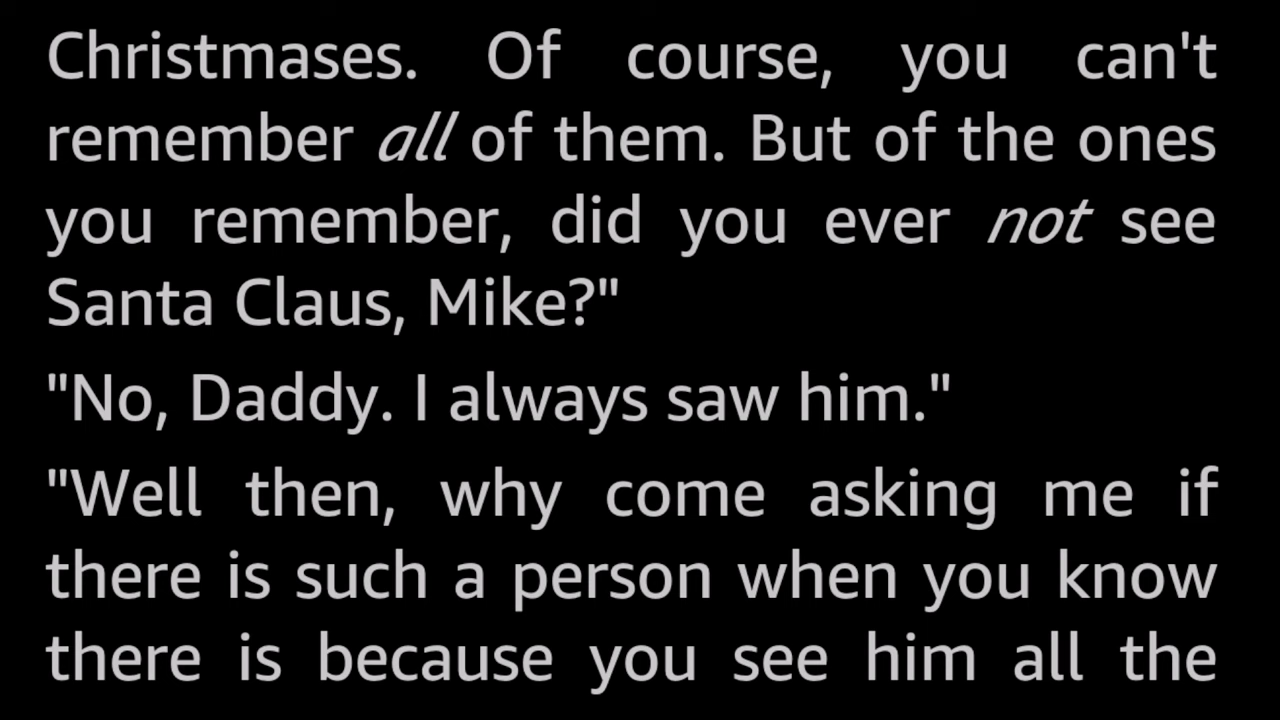 Christmases. Of course, you can't
remember all of them. But of the ones
you remember, did you ever not see
Santa Claus, Mike?"
"No, Daddy. I always saw him."
"Well then, why come asking me if
there is such a person when you know
there is because you see him all the